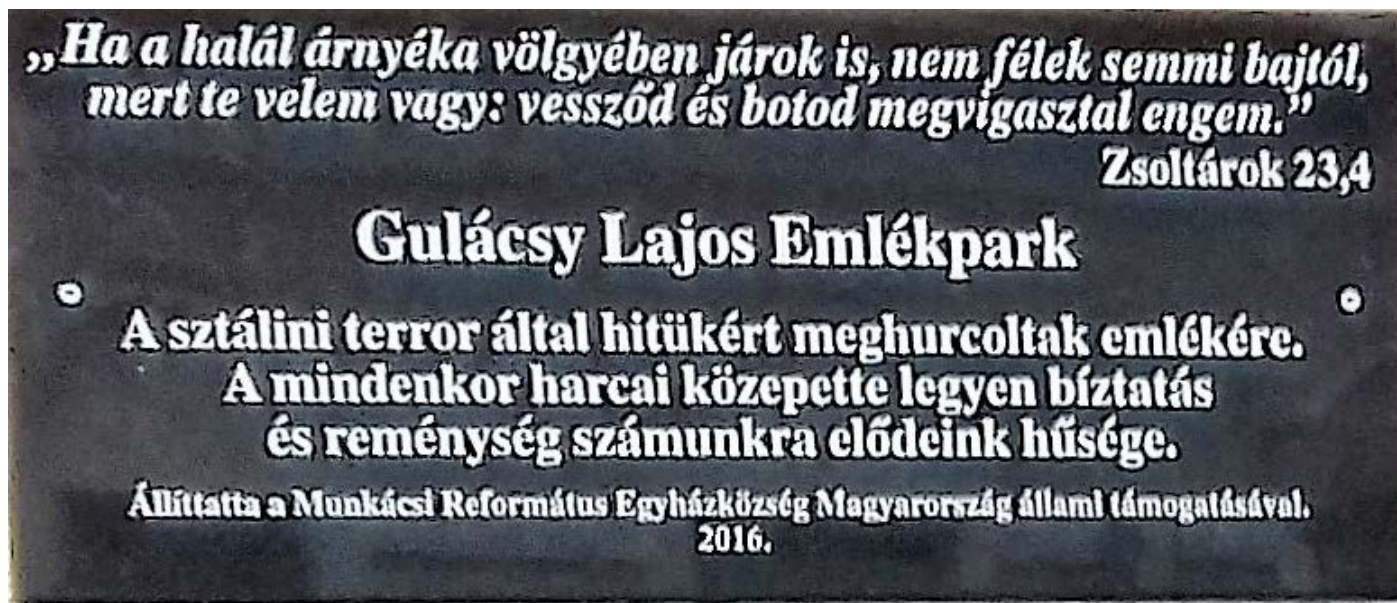 „Ha a halál árnyéka völgyében járok is, nem félek semmi bajtól,
mert te velem vagy: vessződ és botod megvigasztal engem.”
Zsoltárok 23,4
Gulácsy Lajos Emlékpark
A sztálini terror által hitükért meghurcoltak emlékére.
A mindenkor harcai közepette legyen bíztatás
és reménység számunkra elődeink hűsége.
Állíttatta a Munkácsi Református Egyházközség Magyarország állami támogatásával.
2016.